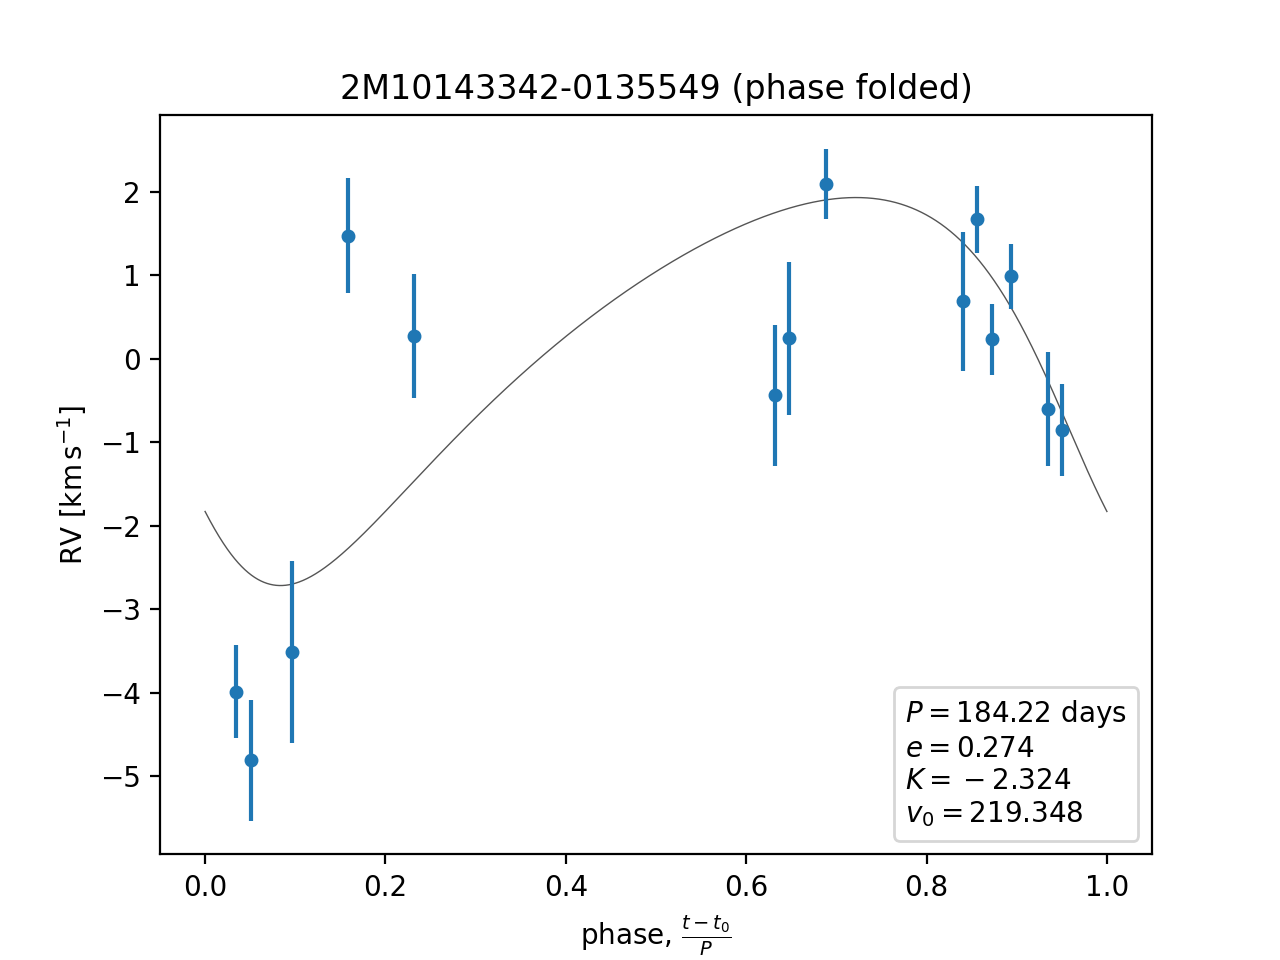 2M10143342-0135549 (phase folded)
2
1
0
−1
−2
−3
−4
−5
RV [km s⁻¹]
P = 184.22 days
e = 0.274
K = − 2.324
v₀ = 219.348
0.0 0.2 0.4 0.6 0.8 1.0
phase, (t − t₀)/P